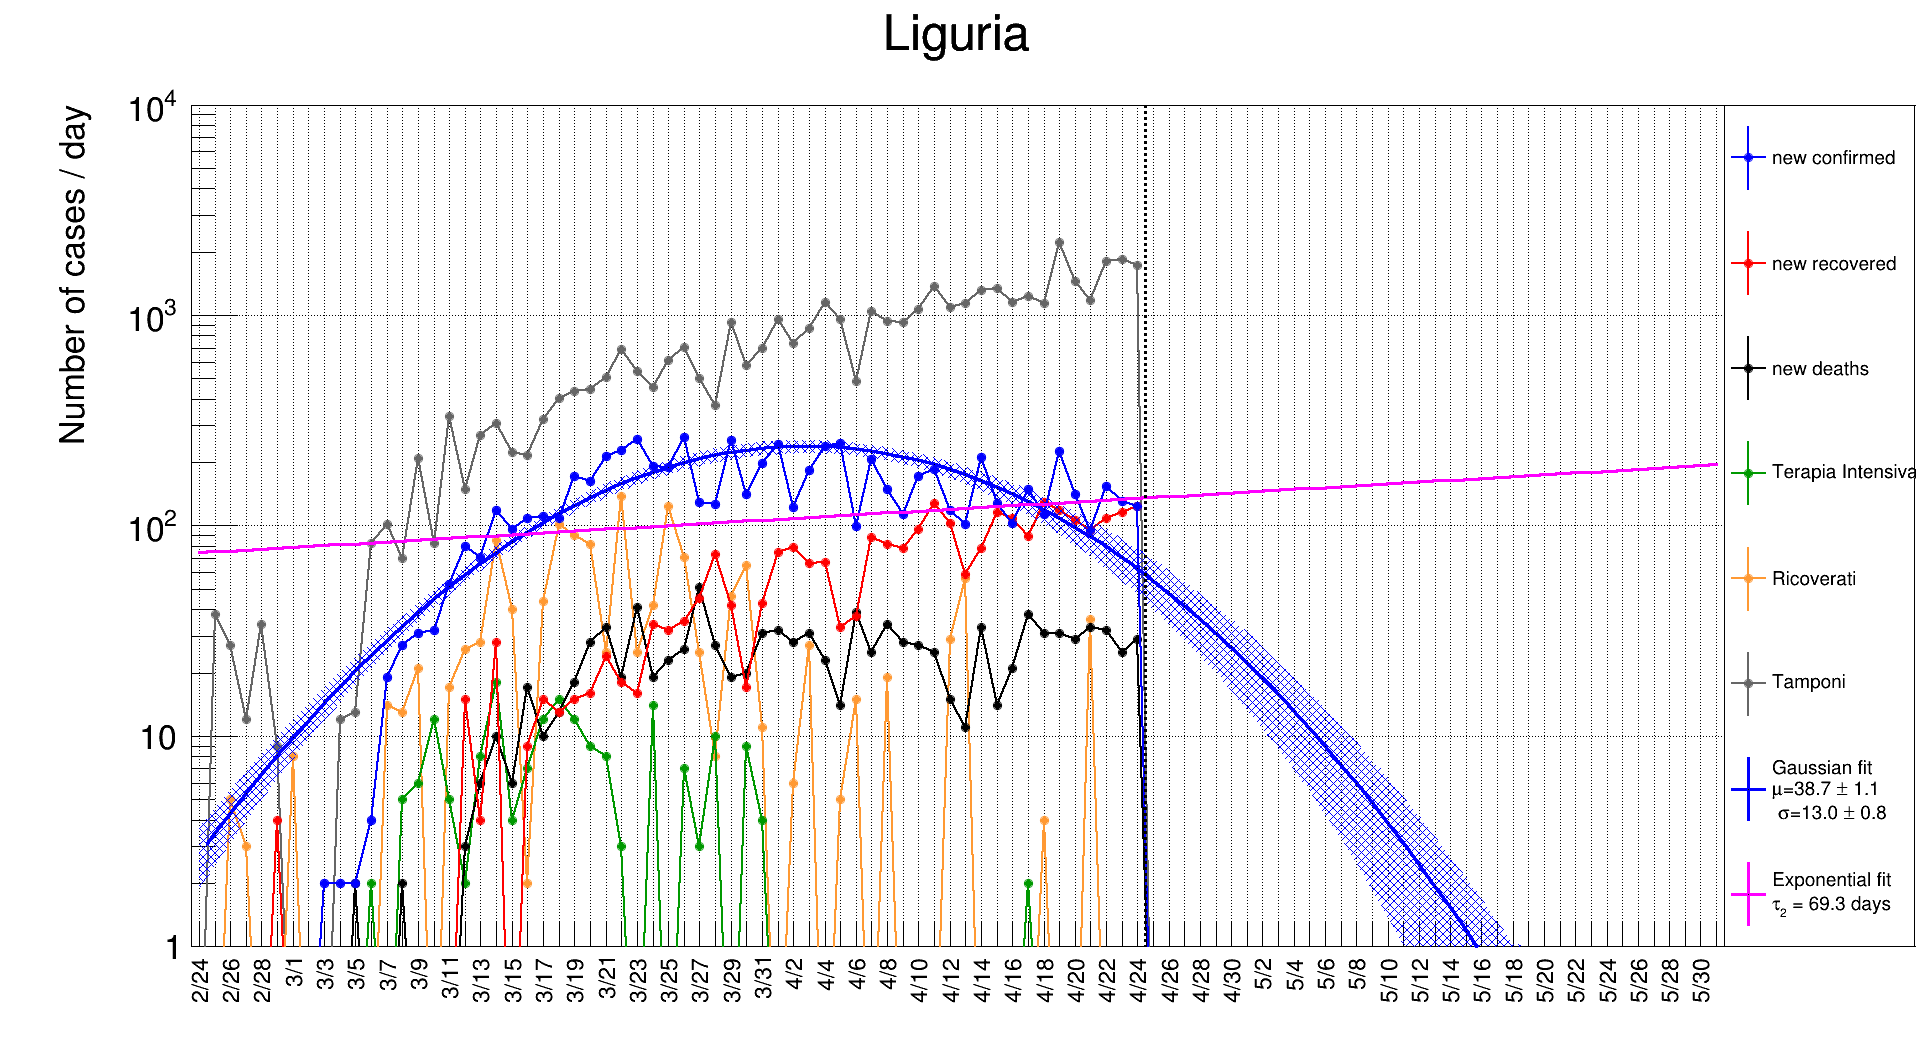 Liguria
Number of cases / day
10⁴
10³
10²
10
1
2/24 2/26 2/28 3/1 3/3 3/5 3/7 3/9 3/11 3/13 3/15 3/17 3/19 3/21 3/23 3/25 3/27 3/29 3/31 4/2 4/4 4/6 4/8 4/10 4/12 4/14 4/16 4/18 4/20 4/22 4/24 4/26 4/28 4/30 5/2 5/4 5/6 5/8 5/10 5/12 5/14 5/16 5/18 5/20 5/22 5/24 5/26 5/28 5/30
new confirmed
new recovered
new deaths
Terapia Intensiva
Ricoverati
Tamponi
Gaussian fit
μ=38.7 ± 1.1
σ=13.0 ± 0.8
Exponential fit
τ₂ = 69.3 days